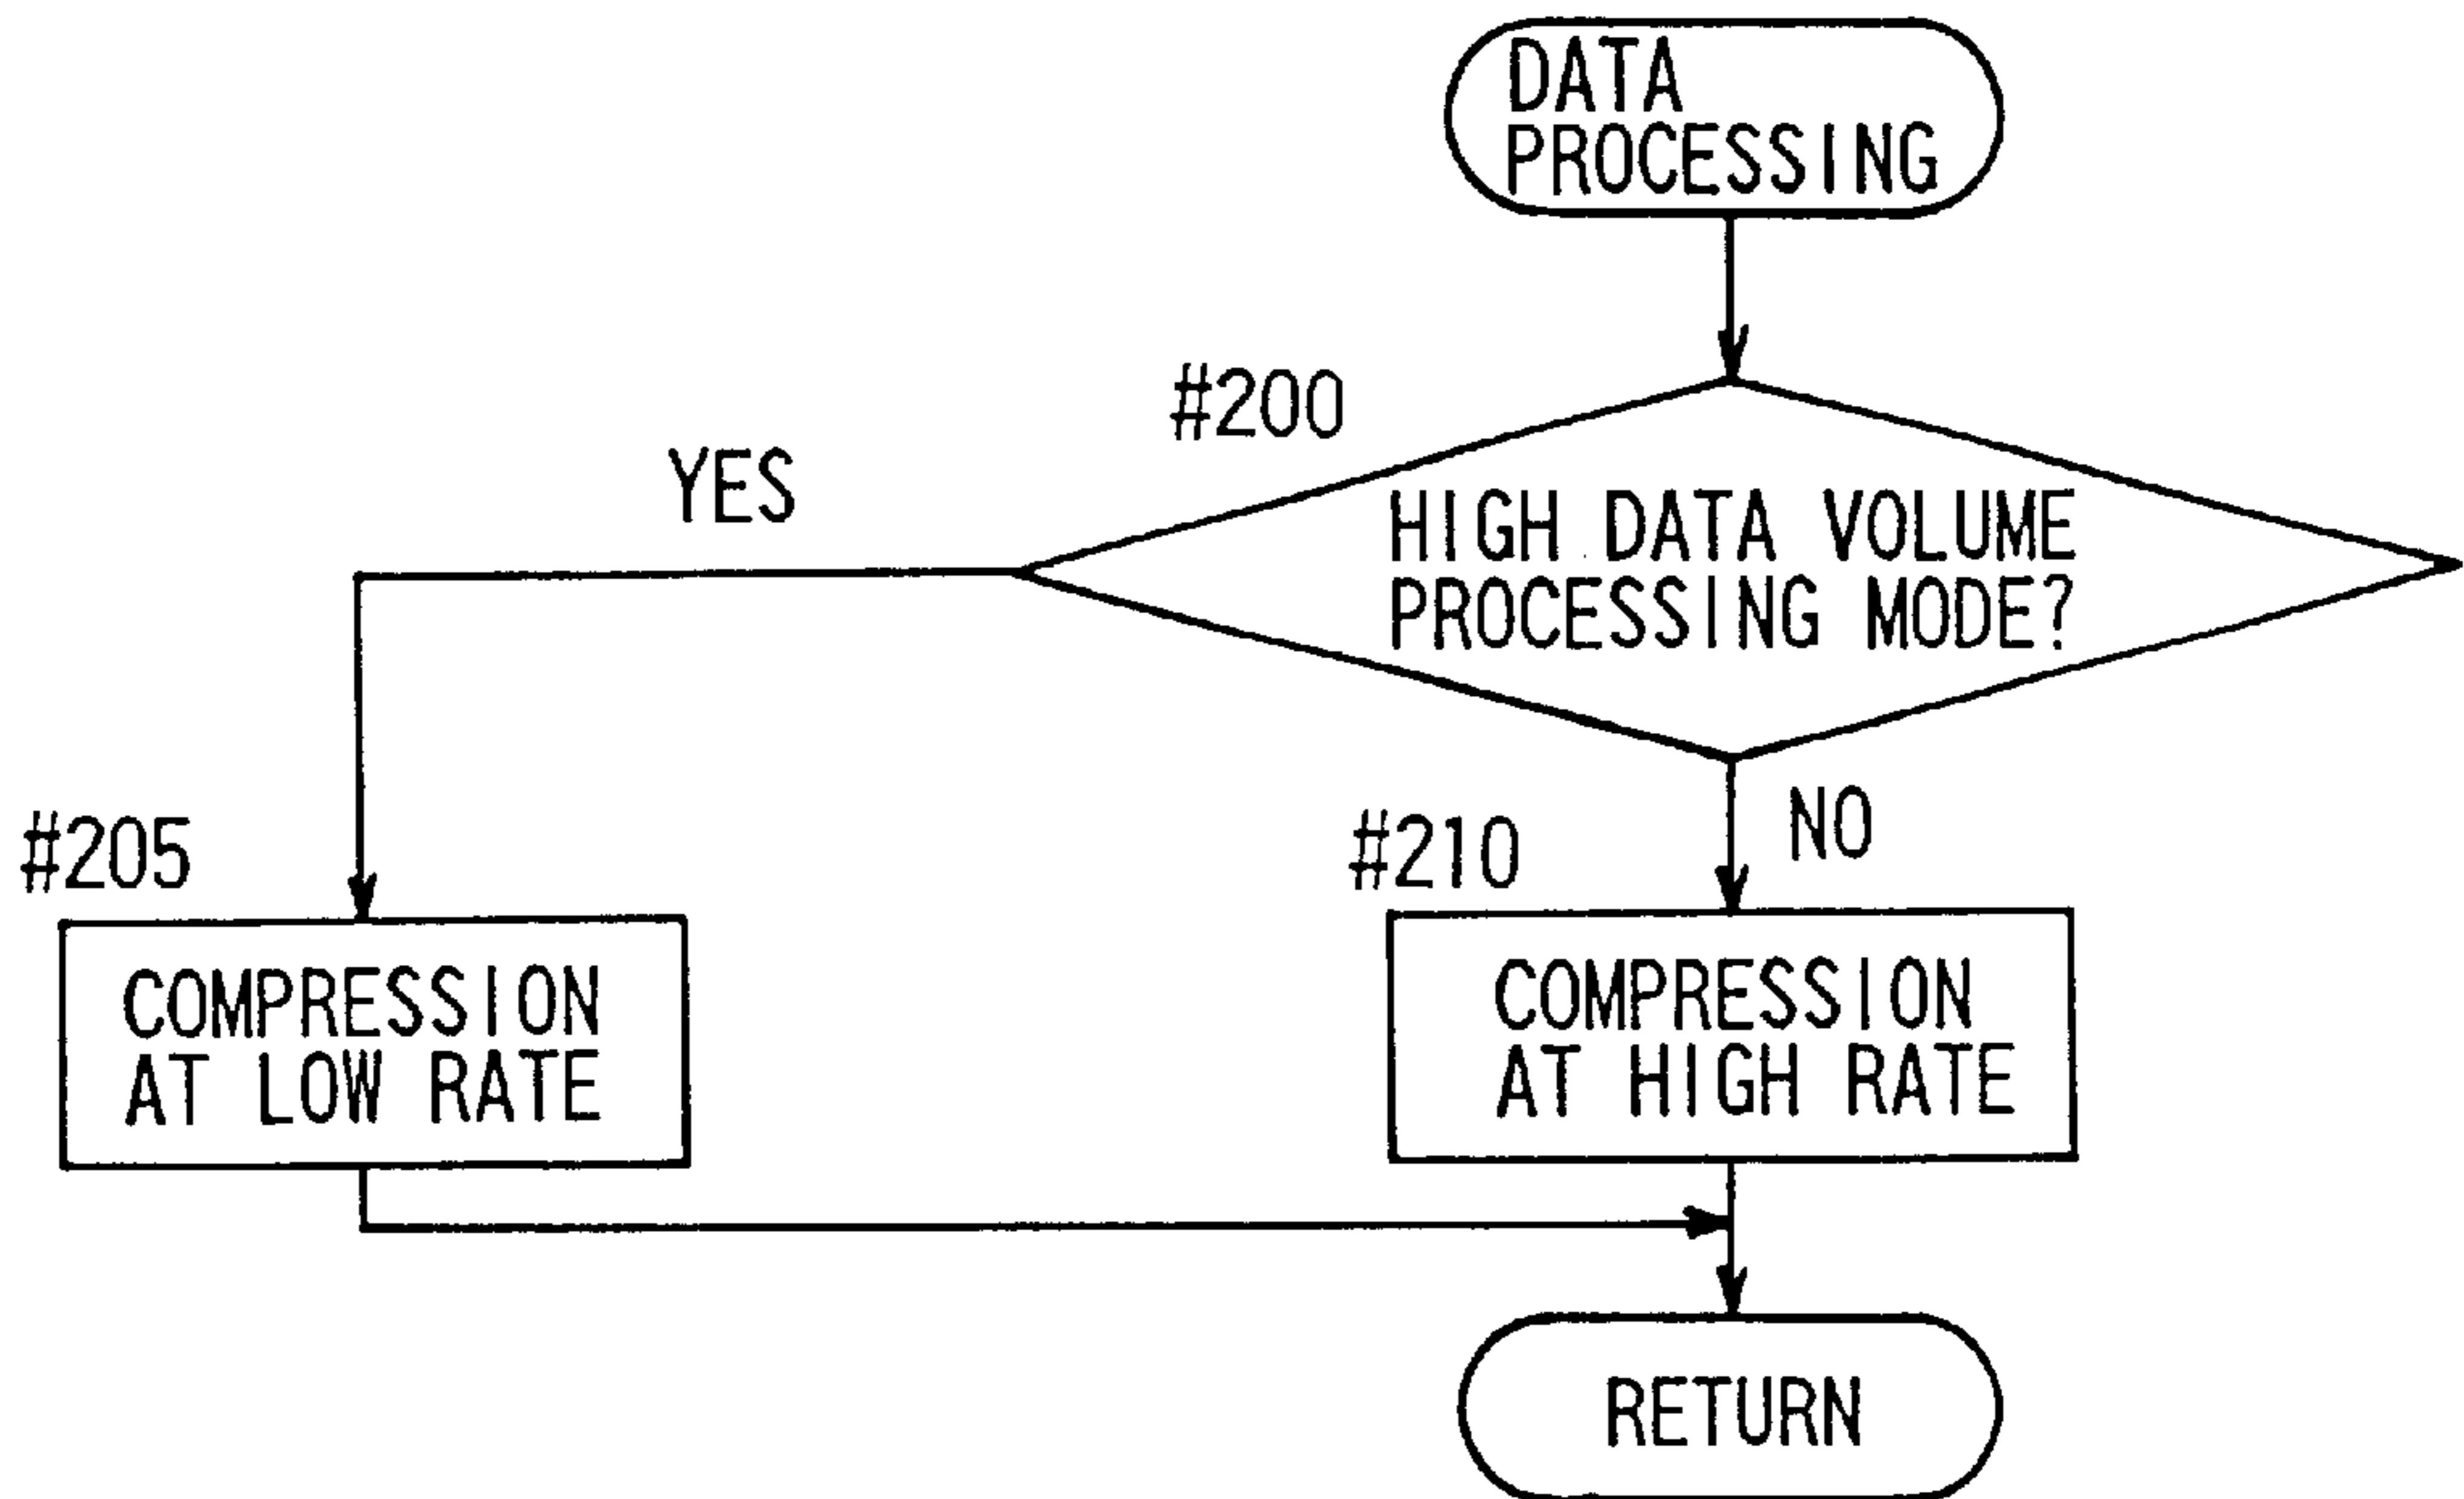 DATA
PROCESSING
#200
YES
HIGH DATA VOLUME
PROCESSING MODE?
NO
#205
#210
COMPRESSION
AT LOW RATE
COMPRESSION
AT HIGH RATE
RETURN